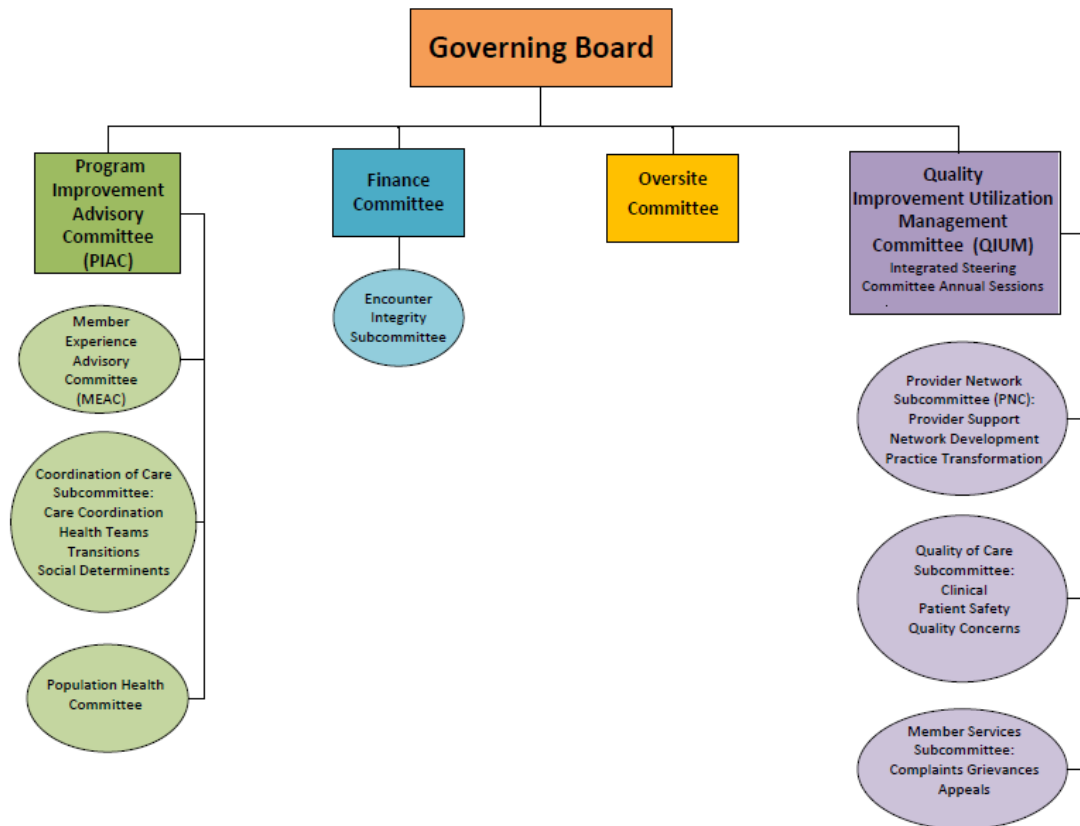 Governing Board
Program
Improvement
Advisory
Committee
(PIAC)
Finance
Committee
Oversite
Committee
Quality
Improvement Utilization
Management
Committee (QIUM)
Integrated Steering
Committee Annual Sessions
.
Member
Experience
Advisory
Committee
(MEAC)
Coordination of Care
Subcommittee:
Care Coordination
Health Teams
Transitions
Social Determinents
Population Health
Committee
Encounter
Integrity
Subcommittee
Provider Network
Subcommittee (PNC):
Provider Support
Network Development
Practice Transformation
Quality of Care
Subcommittee:
Clinical
Patient Safety
Quality Concerns
Member Services
Subcommittee:
Complaints Grievances
Appeals